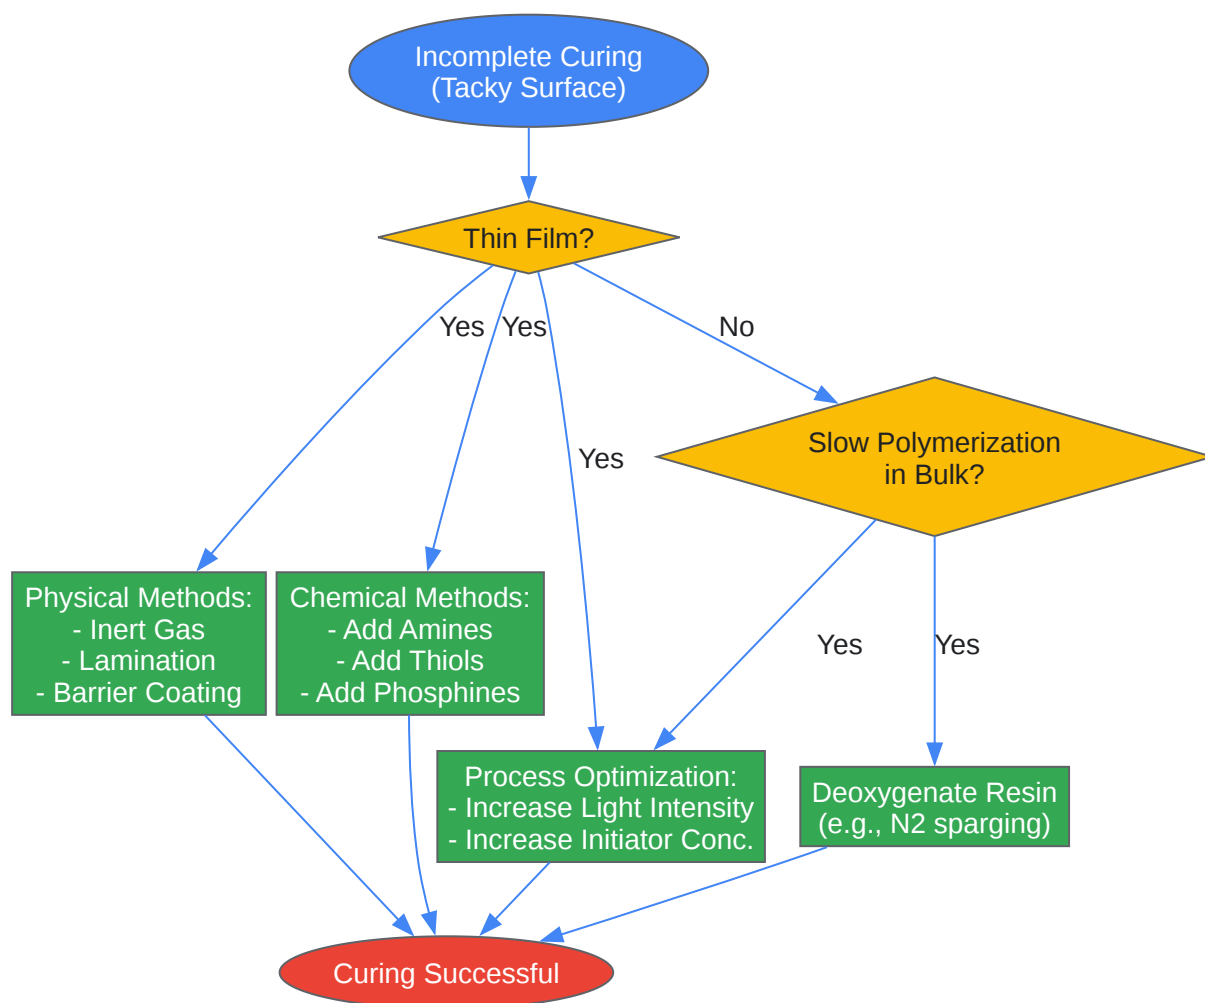 Incomplete Curing
(Tacky Surface)
Thin Film?
Yes
Yes
No
Yes
Slow Polymerization
in Bulk?
Physical Methods:
- Inert Gas
- Lamination
- Barrier Coating
Chemical Methods:
- Add Amines
- Add Thiols
- Add Phosphines
Yes
Yes
Process Optimization:
- Increase Light Intensity
- Increase Initiator Conc.
Deoxygenate Resin
(e.g., N2 sparging)
Curing Successful